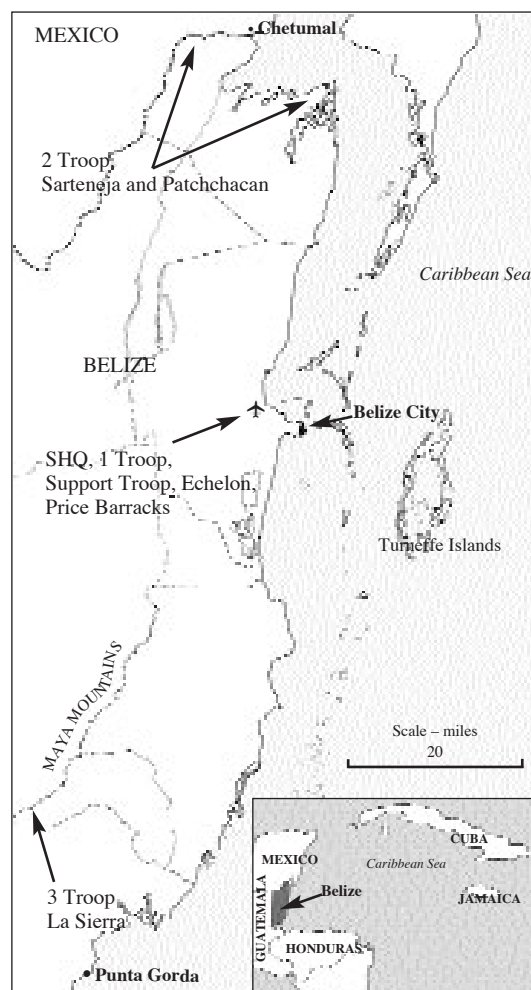 MEXICO
Chetumal
2 Troop
Sarteneja and Patchchacan
Caribbean Sea
BELIZE
Belize City
SHQ, 1 Troop,
Support Troop, Echelon,
Price Barracks
Turneffe Islands
MAYA MOUNTAINS
Scale – miles
20
3 Troop
La Sierra
Punta Gorda
CUBA
MEXICO
Caribbean Sea
JAMAICA
Belize
GUATEMALA
HONDURAS